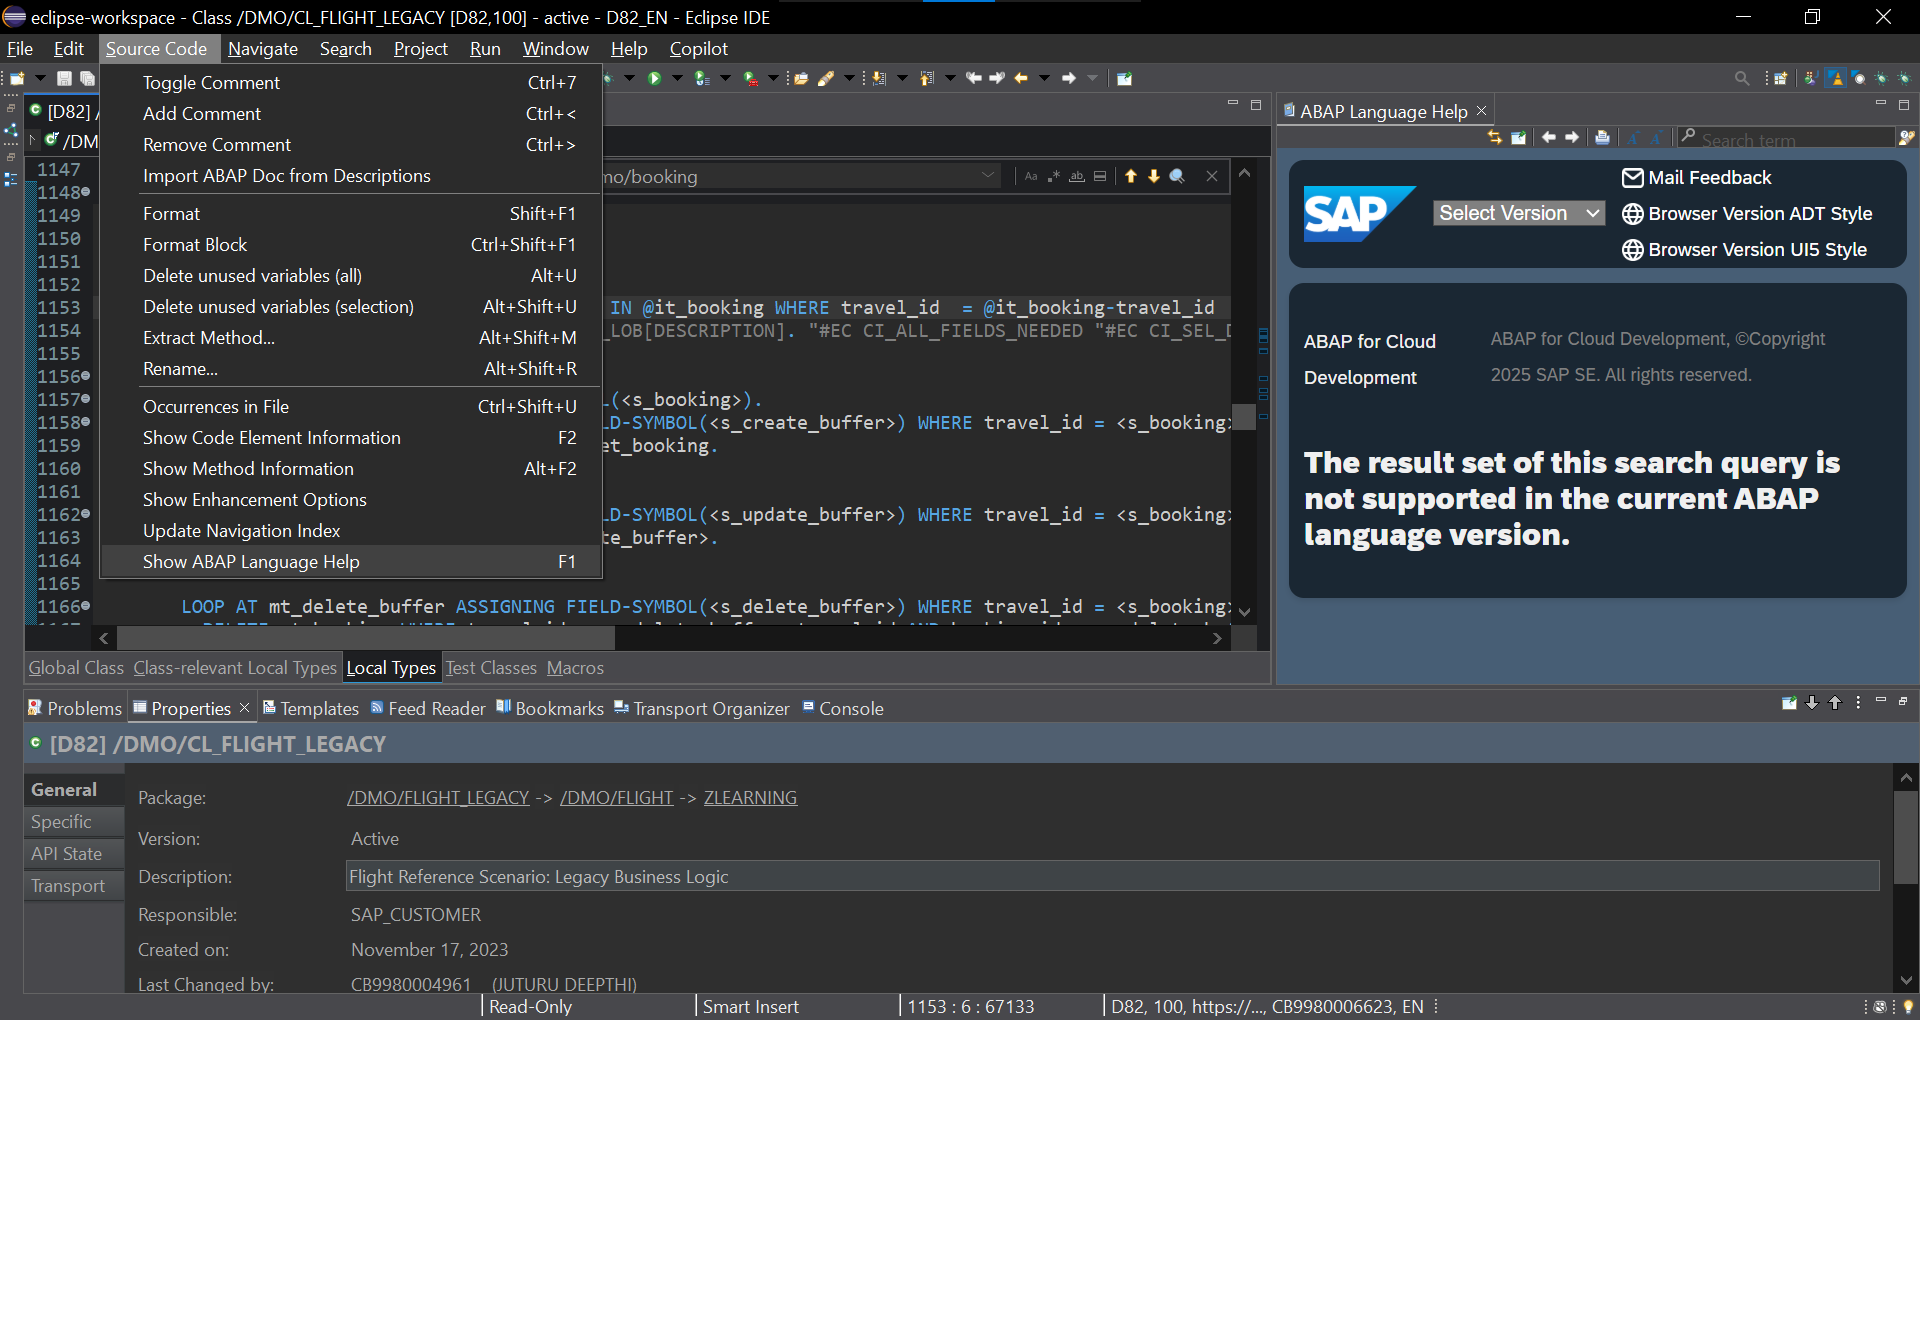 eclipse-workspace - Class /DMO/CL_FLIGHT_LEGACY [D82,100] - active - D82_EN - Eclipse IDE
File Edit Source Code Navigate Search Project Run Window Help Copilot
Toggle Comment Ctrl+7
Add Comment Ctrl+<
Remove Comment Ctrl+>
Import ABAP Doc from Descriptions
Format Shift+F1
Format Block Ctrl+Shift+F1
Delete unused variables (all) Alt+U
Delete unused variables (selection) Alt+Shift+U
Extract Method... Alt+Shift+M
Rename... Alt+Shift+R
Occurrences in File Ctrl+Shift+U
Show Code Element Information F2
Show Method Information Alt+F2
Show Enhancement Options
Update Navigation Index
Show ABAP Language Help F1
[D82] /
/DM
mo/booking
Aa .* ab
1147
1148
1149
1150
1151
1152
1153 IN @it_booking WHERE travel_id = @it_booking-travel_id
1154 _LOB[DESCRIPTION]. "#EC CI_ALL_FIELDS_NEEDED "#EC CI_SEL_
1155
1156
1157 (<s_booking>).
1158 LD-SYMBOL(<s_create_buffer>) WHERE travel_id = <s_booking>
1159 et_booking.
1160
1161
1162 LD-SYMBOL(<s_update_buffer>) WHERE travel_id = <s_booking>
1163 te_buffer>.
1164
1165
1166 LOOP AT mt_delete_buffer ASSIGNING FIELD-SYMBOL(<s_delete_buffer>) WHERE travel_id = <s_booking>
Global Class Class-relevant Local Types Local Types Test Classes Macros
ABAP Language Help
Search term
SAP
Select Version
Mail Feedback
Browser Version ADT Style
Browser Version UI5 Style
ABAP for Cloud
Development
ABAP for Cloud Development, ©Copyright
2025 SAP SE. All rights reserved.
The result set of this search query is
not supported in the current ABAP
language version.
Problems Properties Templates Feed Reader Bookmarks Transport Organizer Console
[D82] /DMO/CL_FLIGHT_LEGACY
General
Specific
API State
Transport
Package: /DMO/FLIGHT_LEGACY -> /DMO/FLIGHT -> ZLEARNING
Version: Active
Description: Flight Reference Scenario: Legacy Business Logic
Responsible: SAP_CUSTOMER
Created on: November 17, 2023
Last Changed by: CB9980004961 (JUTURU DEEPTHI)
Read-Only Smart Insert 1153 : 6 : 67133 D82, 100, https://..., CB9980006623, EN